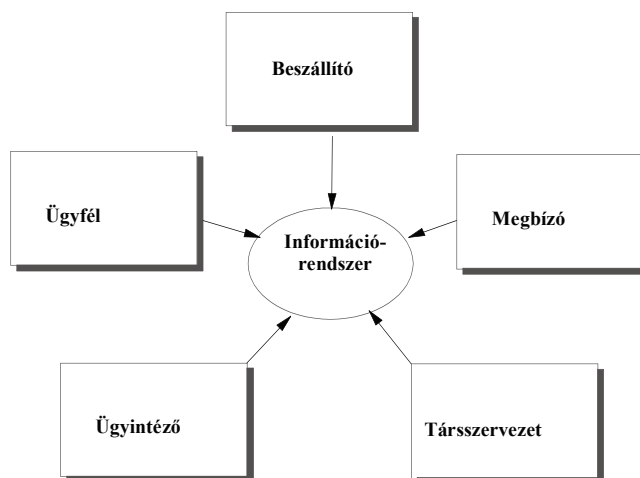 Beszállító
Ügyfél
Megbízó
Információ-
rendszer
Ügyintéző
Társszervezet